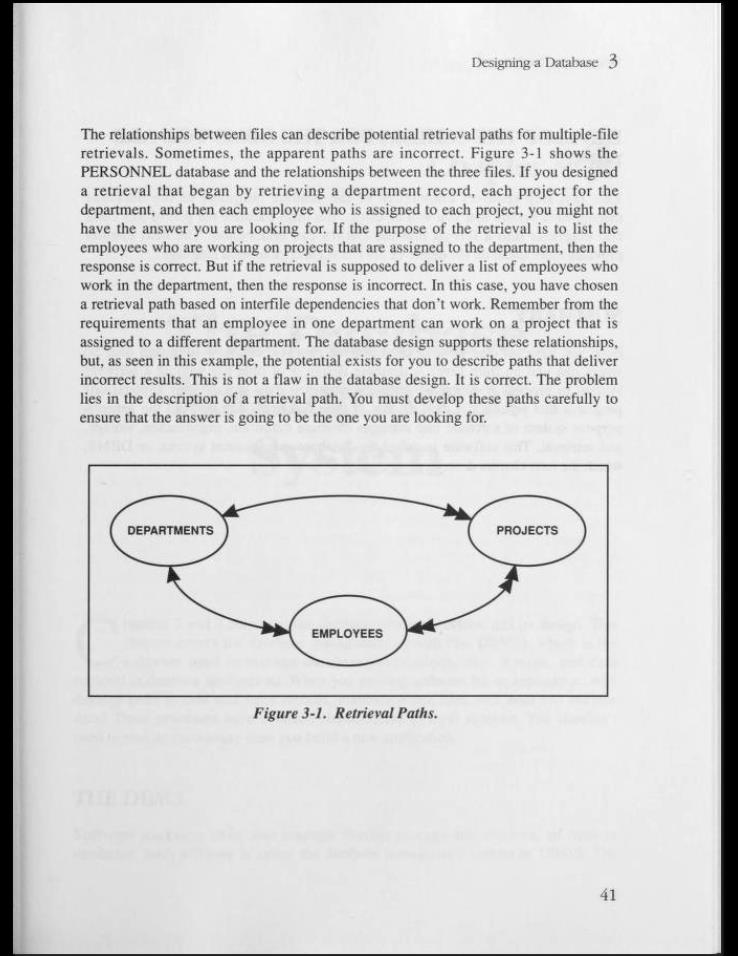 Designing a Database 3
The relationships between files can describe potential retrieval paths for multiple-file
retrievals. Sometimes, the apparent paths are incorrect. Figure 3-1 shows the
PERSONNEL database and the relationships between the three files. If you designed
a retrieval that began by retrieving a department record, each project for the
department, and then each employee who is assigned to each project, you might not
have the answer you are looking for. If the purpose of the retrieval is to list the
employees who are working on projects that are assigned to the department, then the
response is correct. But if the retrieval is supposed to deliver a list of employees who
work in the department, then the response is incorrect. In this case, you have chosen
a retrieval path based on interfile dependencies that don't work. Remember from the
requirements that an employee in one department can work on a project that is
assigned to a different department. The database design supports these relationships,
but, as seen in this example, the potential exists for you to describe paths that deliver
incorrect results. This is not a flaw in the database design. It is correct. The problem
lies in the description of a retrieval path. You must develop these paths carefully to
ensure that the answer is going to be the one you are looking for.
DEPARTMENTS
PROJECTS
EMPLOYEES
Figure 3-1. Retrieval Paths.
41